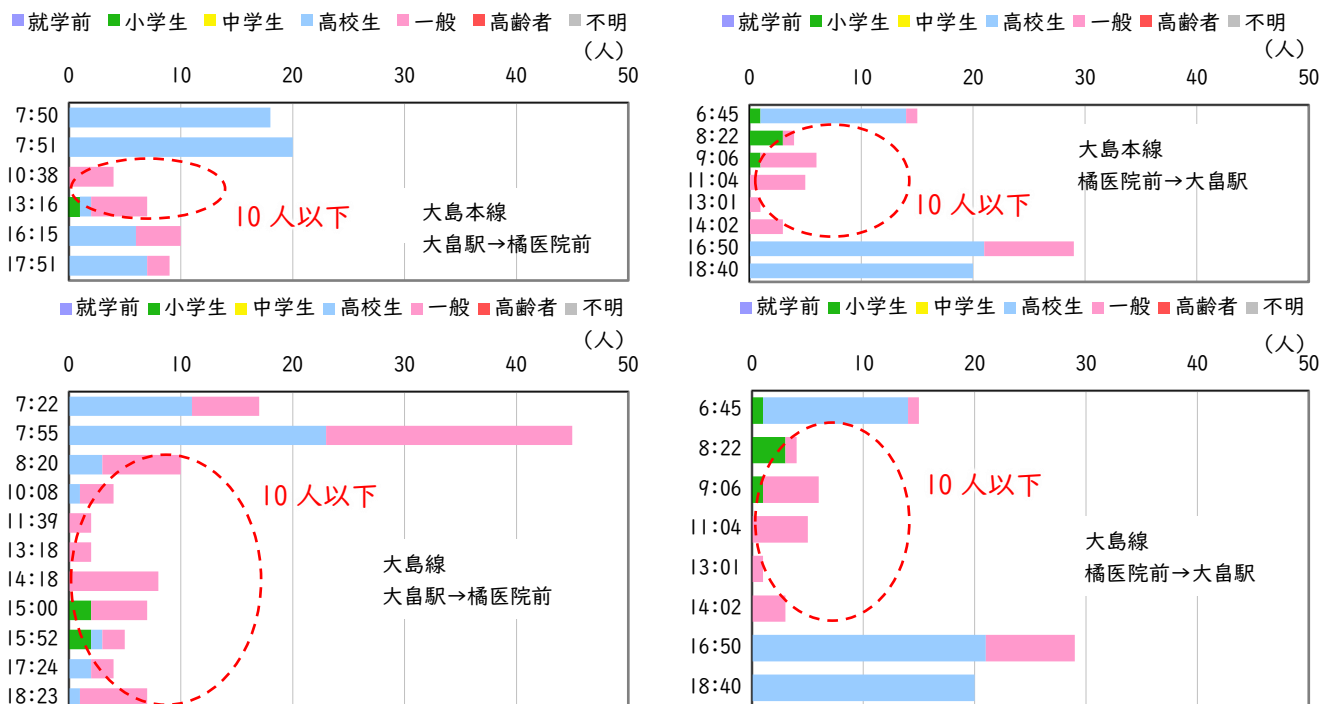 就学前 小学生 中学生 高校生 一般 高齢者 不明
(人)
0 10 20 30 40 50
7:50
7:51
10:38
13:16
16:15
17:51
10人以下
大島本線
大畠駅→橘医院前
就学前 小学生 中学生 高校生 一般 高齢者 不明
(人)
0 10 20 30 40 50
6:45
8:22
9:06
11:04
13:01
14:02
16:50
18:40
10人以下
大島本線
橘医院前→大畠駅
就学前 小学生 中学生 高校生 一般 高齢者 不明
(人)
0 10 20 30 40 50
7:22
7:55
8:20
10:08
11:39
13:18
14:18
15:00
15:52
17:24
18:23
10人以下
大島線
大畠駅→橘医院前
就学前 小学生 中学生 高校生 一般 高齢者 不明
(人)
0 10 20 30 40 50
6:45
8:22
9:06
11:04
13:01
14:02
16:50
18:40
10人以下
大島線
橘医院前→大畠駅